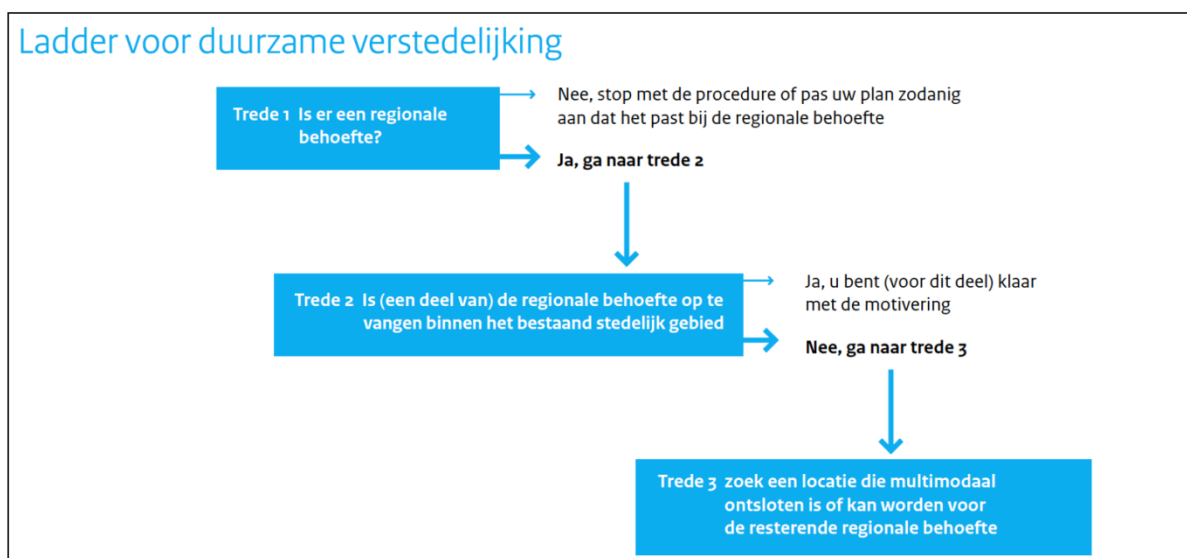 Ladder voor duurzame verstedelijking
Trede 1 Is er een regionale
behoefte?
Nee, stop met de procedure of pas uw plan zodanig
aan dat het past bij de regionale behoefte
Ja, ga naar trede 2
Trede 2 Is (een deel van) de regionale behoefte op te
vangen binnen het bestaand stedelijk gebied
Ja, u bent (voor dit deel) klaar
met de motivering
Nee, ga naar trede 3
Trede 3 zoek een locatie die multimodaal
ontsloten is of kan worden voor
de resterende regionale behoefte